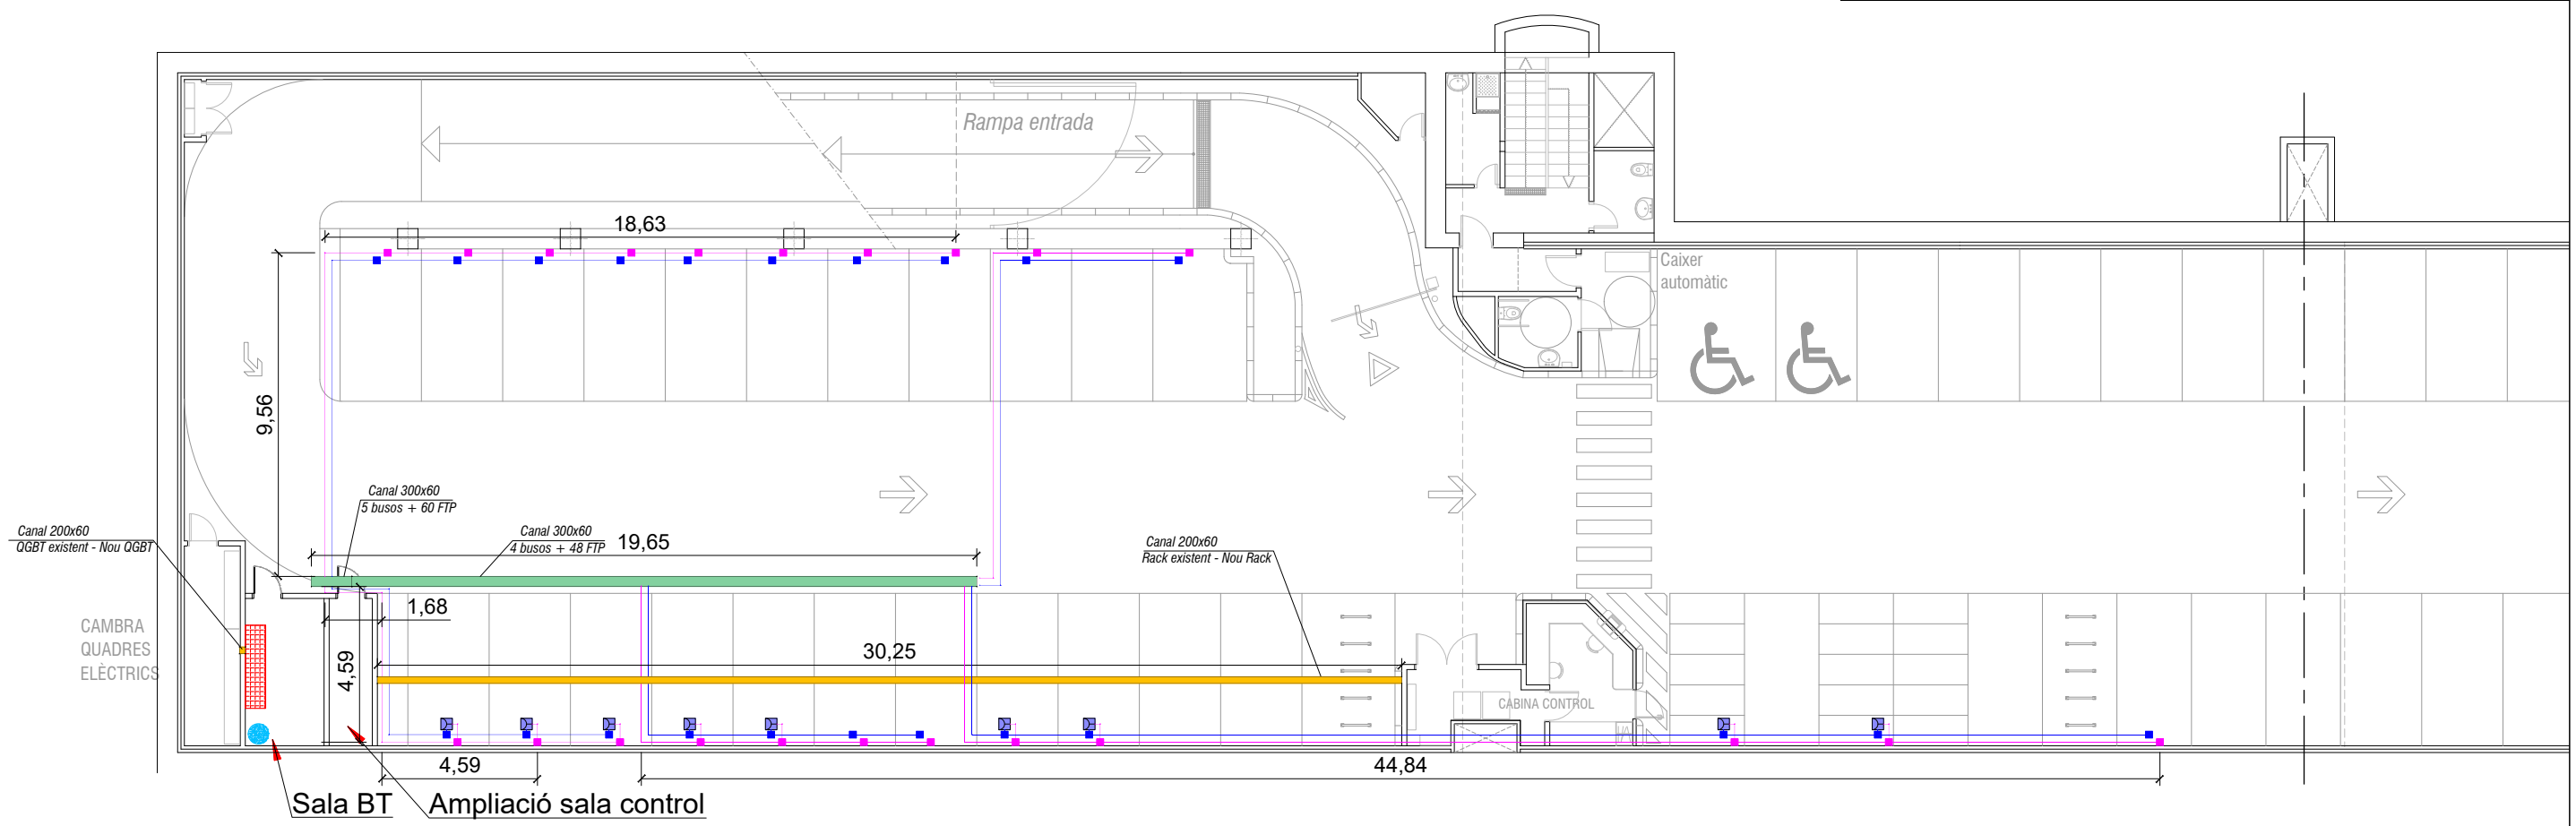 Rampa entrada
18,63
Caixer
automàtic
9,56
Canal 300x60
5 busos + 60 FTP
Canal 200x60
QGBT existent - Nou QGBT
Canal 300x60
4 busos + 48 FTP
19,65
Canal 200x60
Rack existent - Nou Rack
1,68
CAMBRA
QUADRES
ELÈCTRICS
4,59
30,25
CABINA CONTROL
4,59
44,84
Sala BT
Ampliació sala control